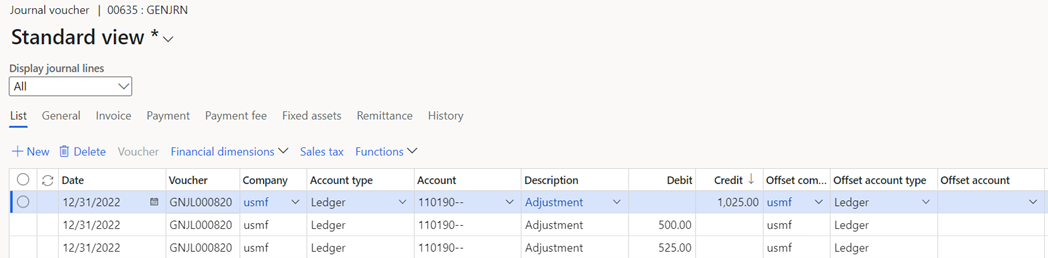 Journal voucher | 00635 : GENJRN
Standard view *
Display journal lines
All
List General Invoice Payment Payment fee Fixed assets Remittance History
New Delete Voucher Financial dimensions Sales tax Functions
Date Voucher Company Account type Account Description Debit Credit Offset com... Offset account type Offset account
12/31/2022 GNJL000820 usmf Ledger 110190-- Adjustment 1,025.00 usmf Ledger
12/31/2022 GNJL000820 usmf Ledger 110190-- Adjustment 500.00 usmf Ledger
12/31/2022 GNJL000820 usmf Ledger 110190-- Adjustment 525.00 usmf Ledger